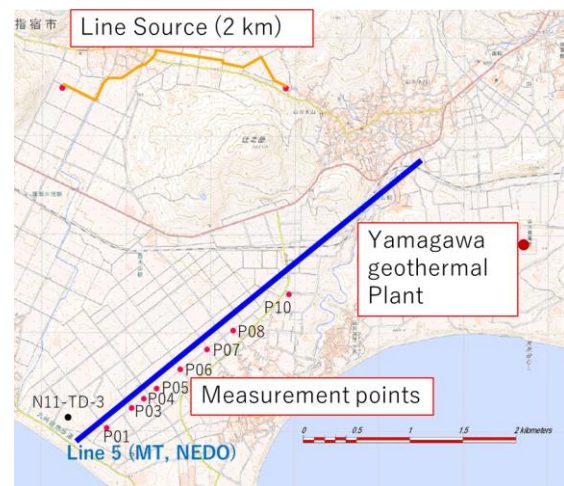 指宿市
Line Source (2 km)
Yamagawa
geothermal
Plant
P10
P08
P07
P06
P05
P04
P03
P01
Measurement points
N11-TD-3
Line 5 (MT, NEDO)
0
0.5
1
1.5
2 kilometers